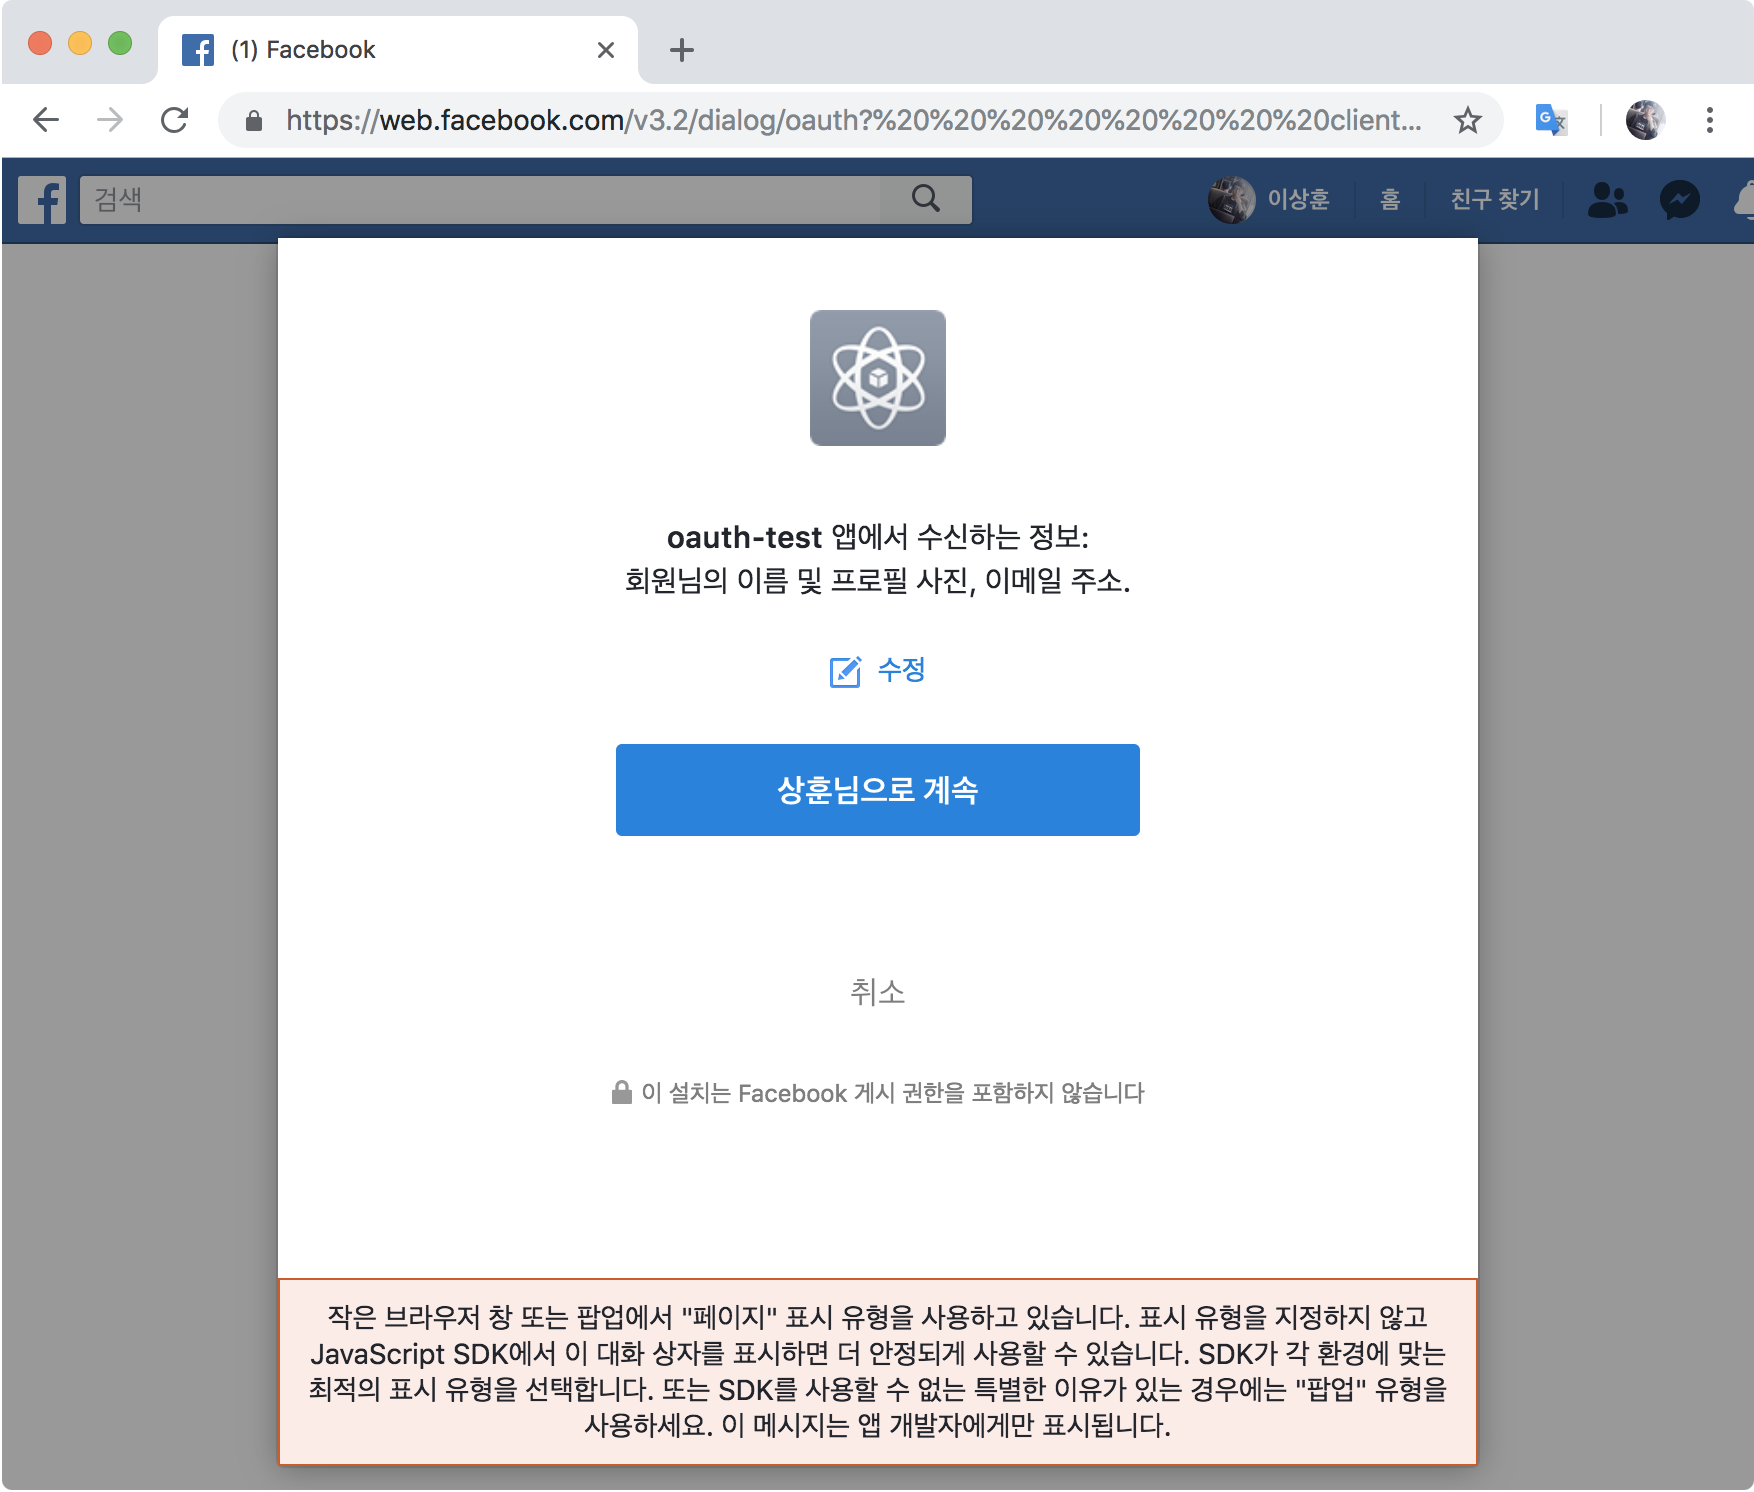 (1) Facebook
https://web.facebook.com/v3.2/dialog/oauth?%20%20%20%20%20%20%20%20client...
검색
이상훈
홈
친구 찾기
oauth-test 앱에서 수신하는 정보:
회원님의 이름 및 프로필 사진, 이메일 주소.
수정
상훈님으로 계속
취소
이 설치는 Facebook 게시 권한을 포함하지 않습니다
작은 브라우저 창 또는 팝업에서 "페이지" 표시 유형을 사용하고 있습니다. 표시 유형을 지정하지 않고
JavaScript SDK에서 이 대화 상자를 표시하면 더 안정되게 사용할 수 있습니다. SDK가 각 환경에 맞는
최적의 표시 유형을 선택합니다. 또는 SDK를 사용할 수 없는 특별한 이유가 있는 경우에는 "팝업" 유형을
사용하세요. 이 메시지는 앱 개발자에게만 표시됩니다.